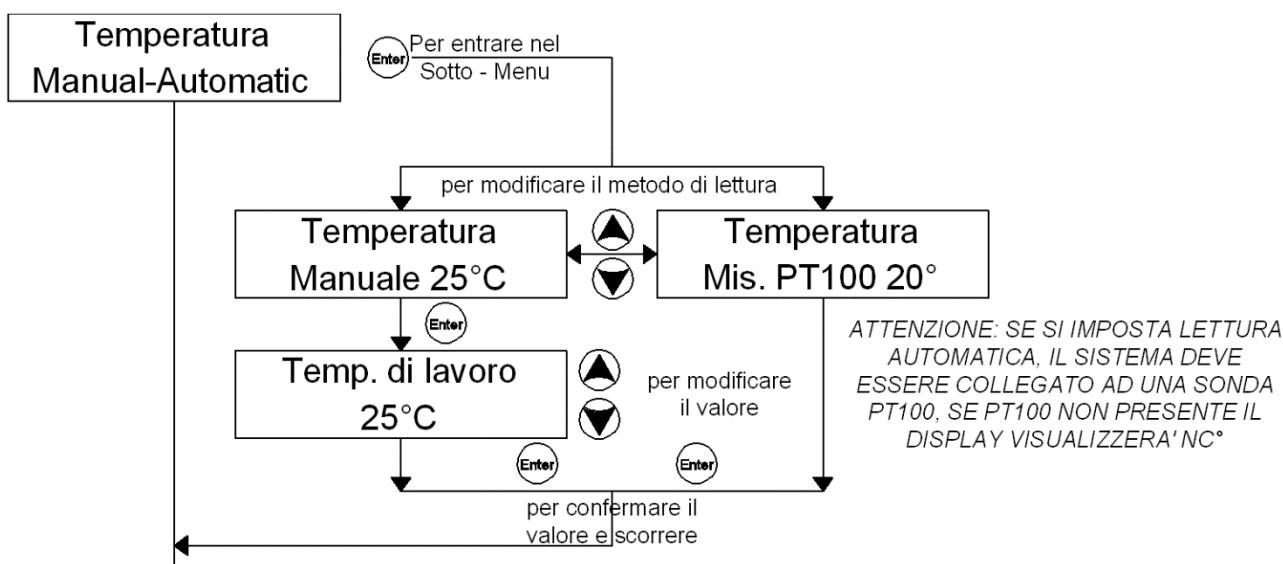 Temperatura
Manual-Automatic
Enter
Per entrare nel
Sotto - Menu
per modificare il metodo di lettura
Temperatura
Manuale 25°C
Temperatura
Mis. PT100 20°
Enter
Temp. di lavoro
25°C
per modificare
il valore
ATTENZIONE: SE SI IMPOSTA LETTURA
AUTOMATICA, IL SISTEMA DEVE
ESSERE COLLEGATO AD UNA SONDA
PT100, SE PT100 NON PRESENTE IL
DISPLAY VISUALIZZERA' NC°
Enter
Enter
per confermare il
valore e scorrere